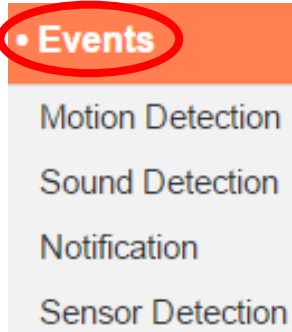 • Events
Motion Detection
Sound Detection
Notification
Sensor Detection